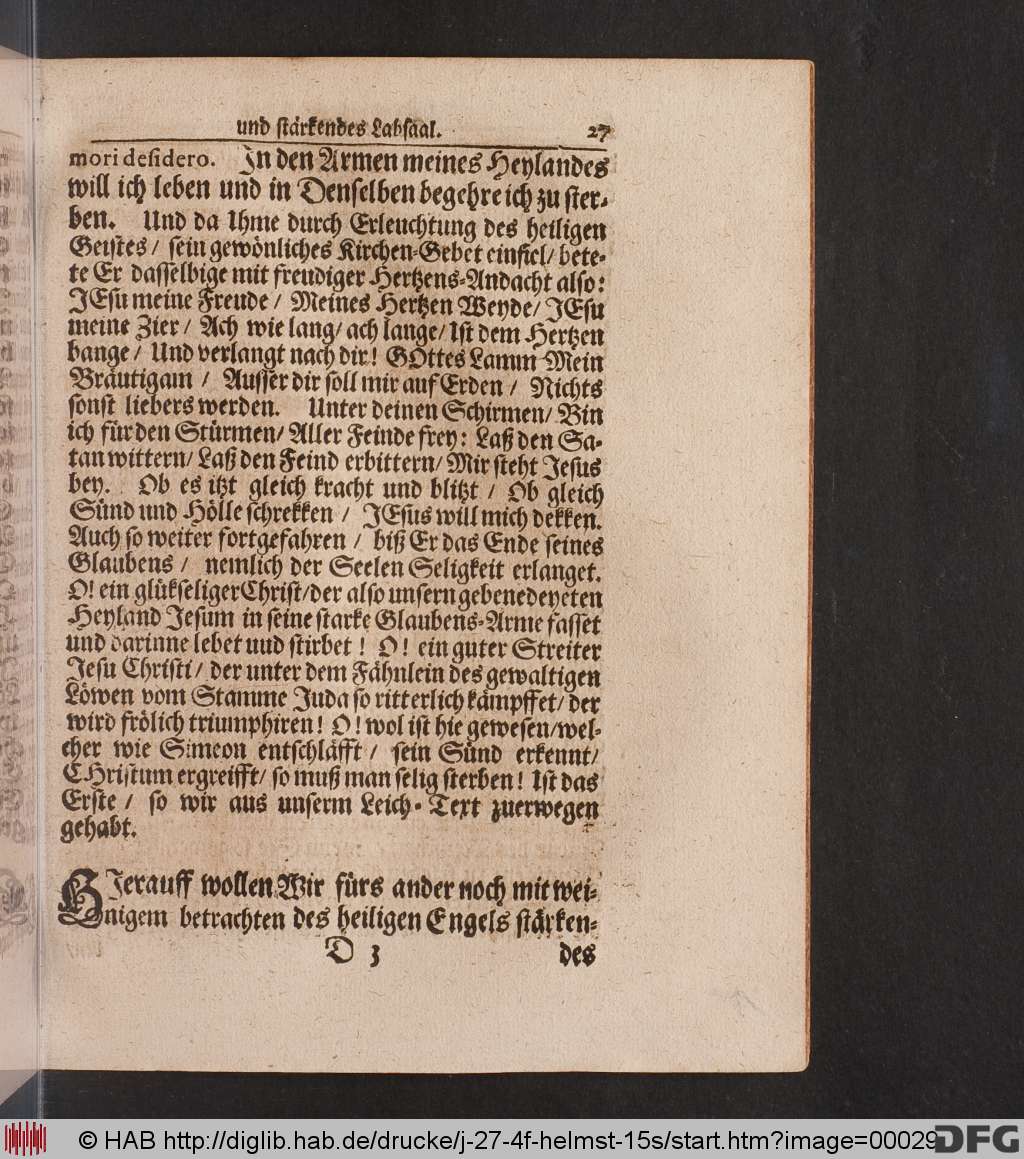 und stärkendes Labsaal. 27
mori desidero. In den Armen meines Heylandes
will ich leben und in Denselben begehre ich zu ster-
ben. Und da Ihme durch Erleuchtung des heiligen
Geistes / sein gewönliches Kirchen-Gebet einfiel / bete-
te Er dasselbige mit freudiger Hertzens-Andacht also:
JEsu meine Freude / Meines Hertzen Weyde / JEsu
meine Zier / Ach wie lang / ach lange / Ist dem Hertzen
bange / Und verlangt nach dir! GOttes Lamm Mein
Bräutigam / Ausser dir soll mir auf Erden / Nichts
sonst liebers werden. Unter deinen Schirmen / Bin
ich für den Stürmen / Aller Feinde frey: Laß den Sa-
tan wittern / Laß den Feind erbittern / Mir steht Jesus
bey. Ob es itzt gleich kracht und blitzt / Ob gleich
Sünd und Hölle schrekken / JEsus will mich dekken.
Auch so weiter fortgefahren / biß Er das Ende seines
Glaubens / nemlich der Seelen Seligkeit erlanget.
O! ein glükseliger Christ / der also unsern gebenedeyeten
Heyland Jesum in seine starke Glaubens-Arme fasset
und darinne lebet uud stirbet! O! ein guter Streiter
Jesu Christi / der unter dem Fähnlein des gewaltigen
Löwen vom Stamme Juda so ritterlich kämpffet / der
wird frölich triumphiren! O! wol ist hie gewesen / wel-
cher wie Simeon entschläfft / sein Sünd erkennt /
CHristum ergreifft / so muß man selig sterben! Ist das
Erste / so wir aus unserm Leich-Text zuerwegen
gehabt.
HJerauff wollen Wir fürs ander noch mit wei-
nigem betrachten des heiligen Engels stärken-
D 3 des
© HAB http://diglib.hab.de/drucke/j-27-4f-helmst-15s/start.htm?image=00029
DFG